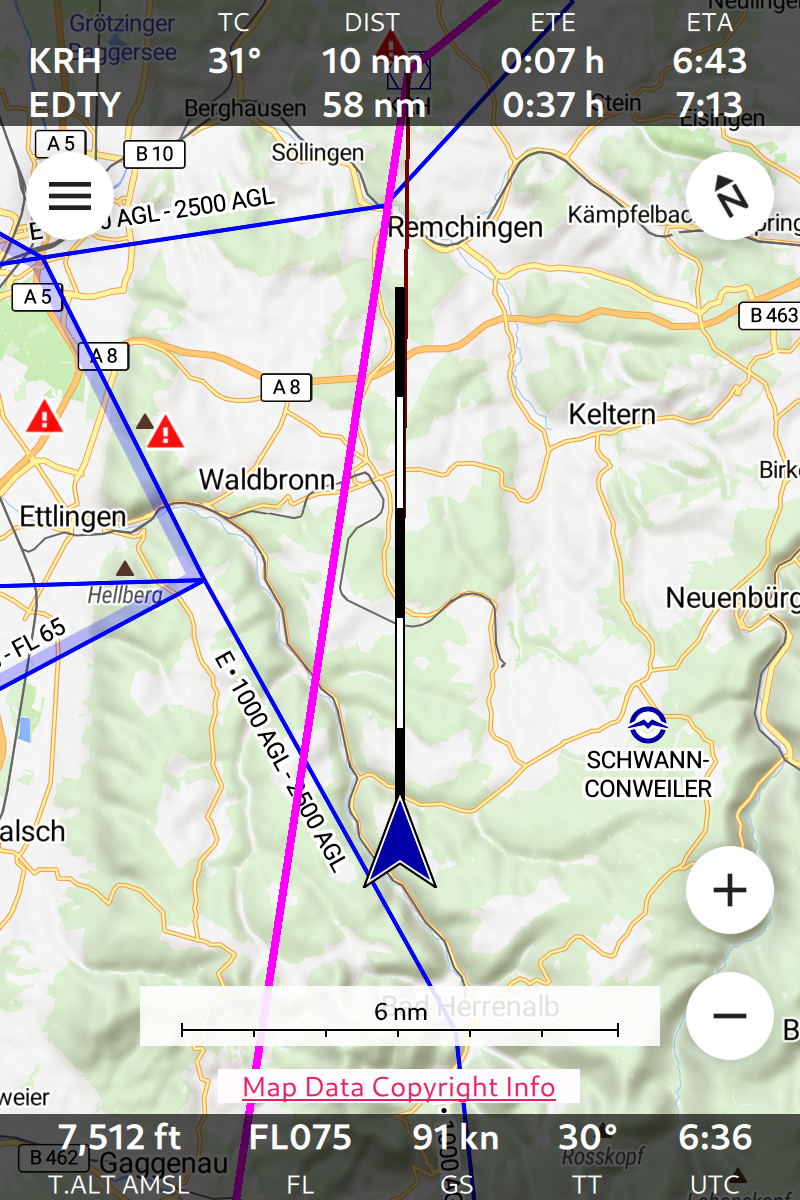 Grötzinger
Baggersee
TC DIST ETE ETA
KRH 31° 10 nm 0:07 h 6:43
EDTY 58 nm 0:37 h 7:13
Berghausen
Stein
Eisingen
A 5
B 10
Söllingen
N
AGL - 2500 AGL
Remchingen
Kämpfelbac
A 5
B 463
A 8
A 8
Keltern
Waldbronn
Birke
Ettlingen
Hellberg
Neuenbürg
- FL 65
E • 1000 AGL - 2500 AGL
SCHWANN-
CONWEILER
alsch
+
Bad Herrenalb
6 nm
−
B
Map Data Copyright Info
weier
7,512 ft FL075 91 kn 30° 6:36
B 462
Gaggenau
Rosskopf
T.ALT AMSL FL GS TT UTC